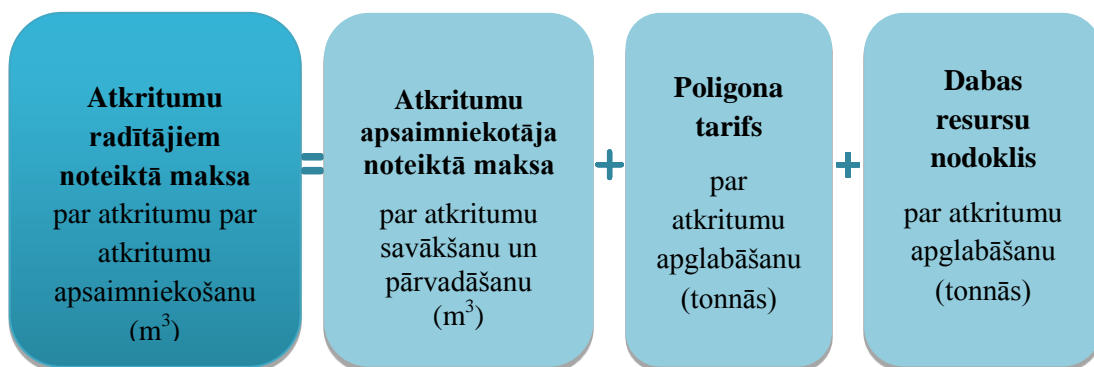 Atkritumu
radītājiem
noteiktā maksa
par atkritumu par
atkritumu
apsaimniekošanu
(m³)
=
Atkritumu
apsaimniekotāja
noteiktā maksa
par atkritumu
savākšanu un
pārvadāšanu
(m³)
+
Poligona
tarifs
par
atkritumu
apglabāšanu
(tonnās)
+
Dabas
resursu
nodoklis
par atkritumu
apglabāšanu
(tonnās)